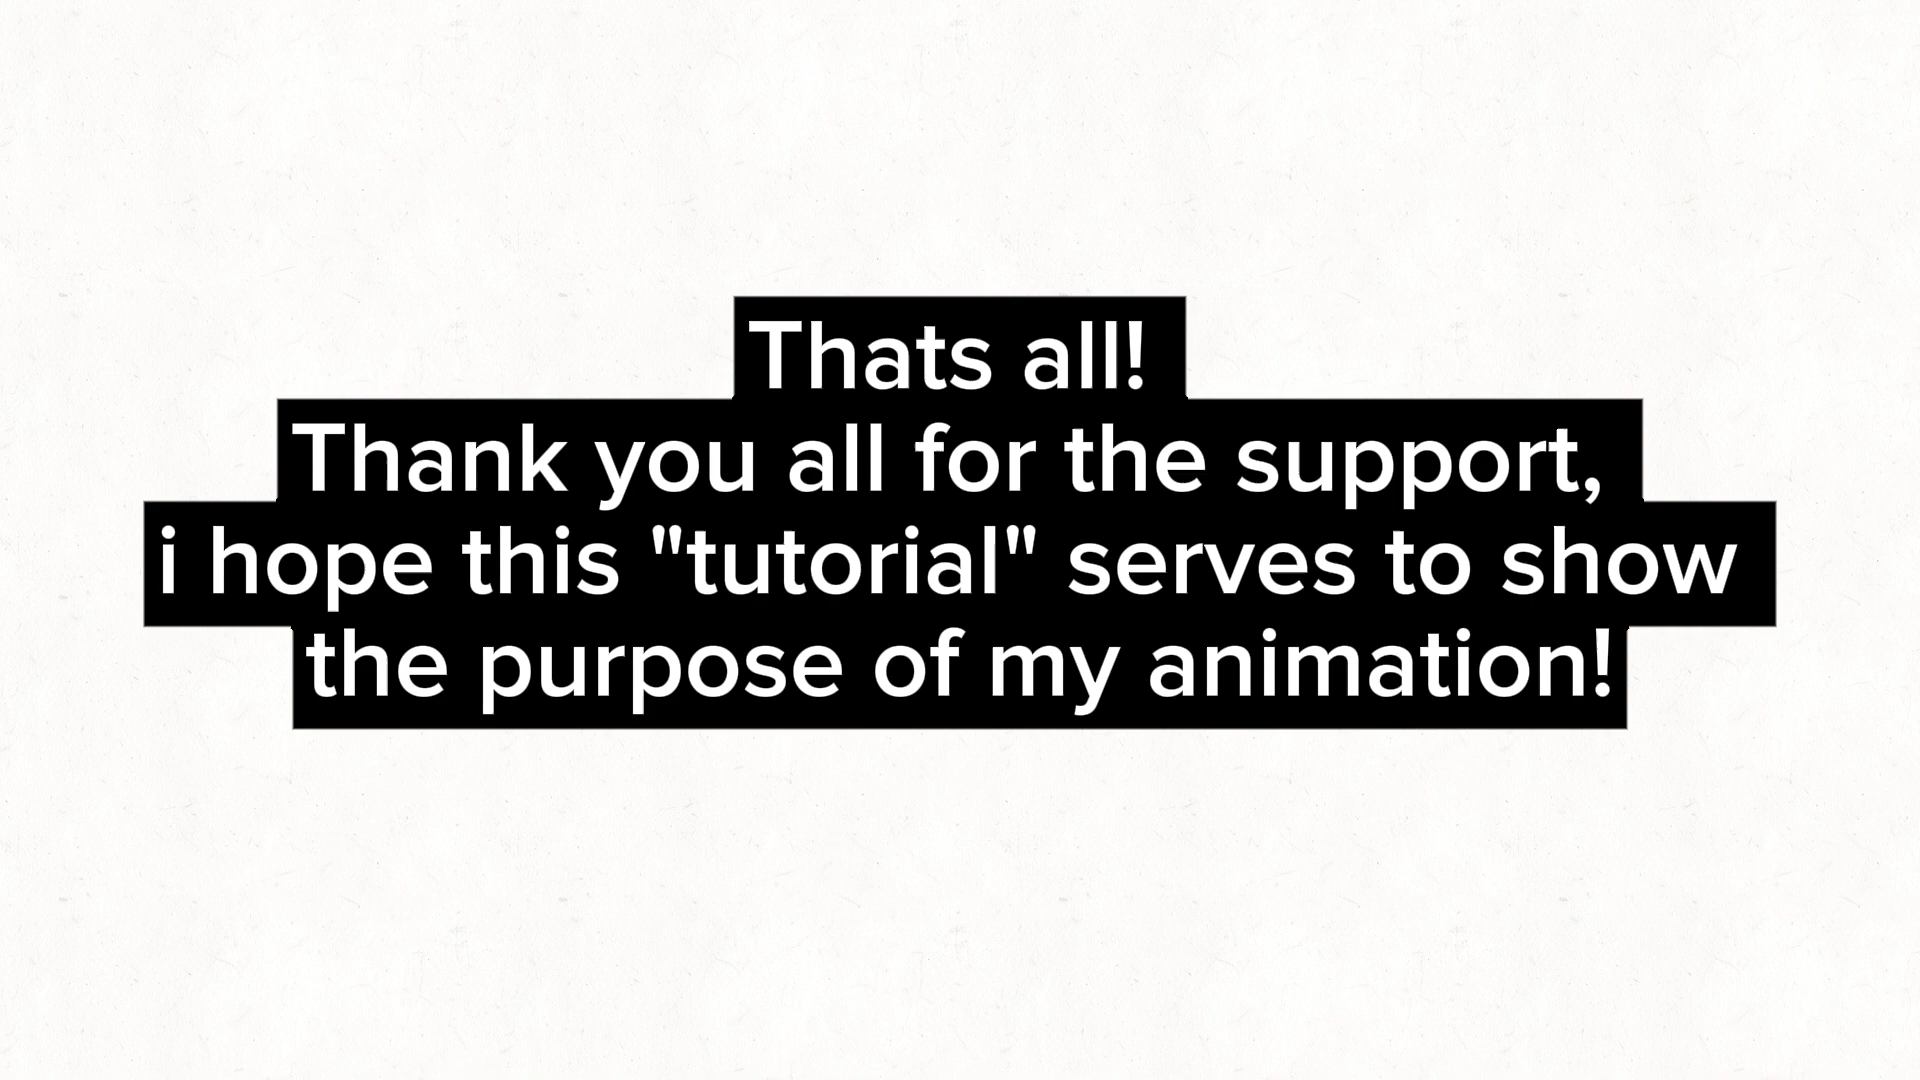 Thats all!
Thank you all for the support,
i hope this "tutorial" serves to show
the purpose of my animation!